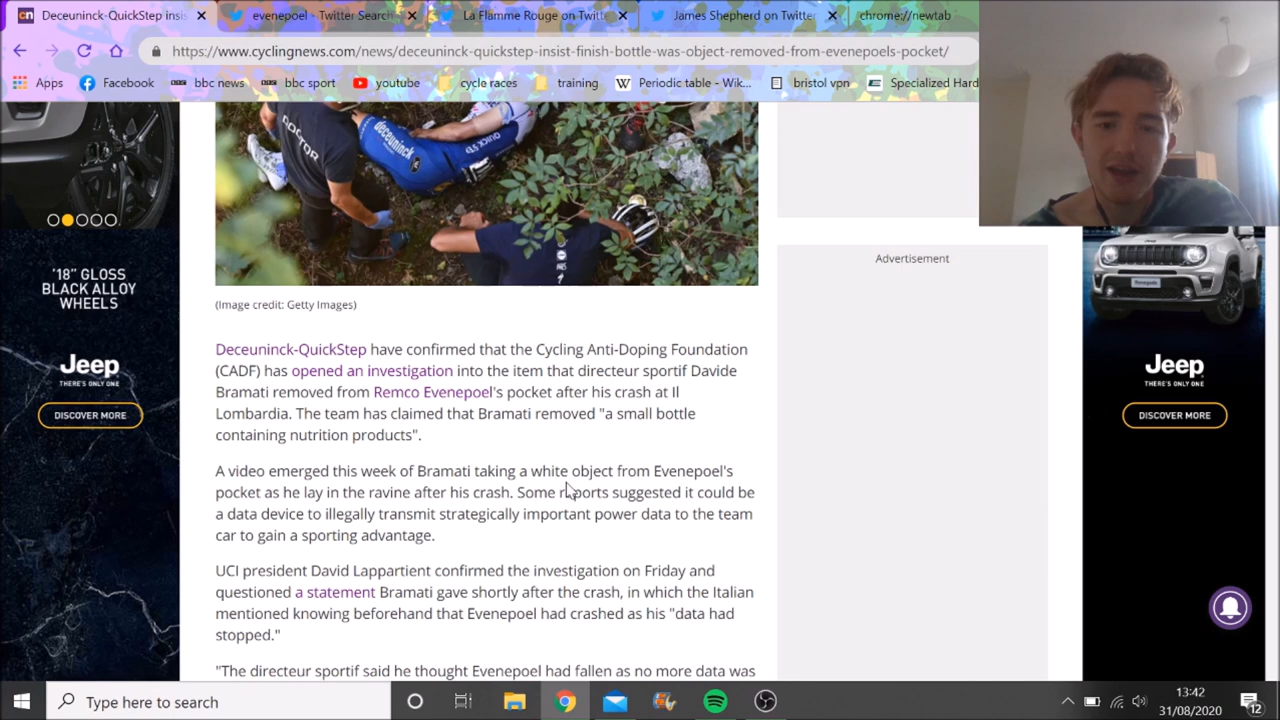 Deceuninck-QuickStep insis
evenepoel - Twitter Search
La Flamme Rouge on Twitt
James Shepherd on Twitter
chrome://newtab
https://www.cyclingnews.com/news/deceuninck-quickstep-insist-finish-bottle-was-object-removed-from-evenepoels-pocket/
Apps
Facebook
bbc news
bbc sport
youtube
cycle races
training
Periodic table - Wik...
bristol vpn
Specialized Hard
DOCTOR
deceuninck
QUICK STEP
(Image credit: Getty Images)
Deceuninck-QuickStep have confirmed that the Cycling Anti-Doping Foundation
(CADF) has opened an investigation into the item that directeur sportif Davide
Bramati removed from Remco Evenepoel's pocket after his crash at Il
Lombardia. The team has claimed that Bramati removed "a small bottle
containing nutrition products".
A video emerged this week of Bramati taking a white object from Evenepoel's
pocket as he lay in the ravine after his crash. Some reports suggested it could be
a data device to illegally transmit strategically important power data to the team
car to gain a sporting advantage.
UCI president David Lappartient confirmed the investigation on Friday and
questioned a statement Bramati gave shortly after the crash, in which the Italian
mentioned knowing beforehand that Evenepoel had crashed as his "data had
stopped."
"The directeur sportif said he thought Evenepoel had fallen as no more data was
'18" GLOSS
BLACK ALLOY
WHEELS
Jeep
THERE'S ONLY ONE
DISCOVER MORE
Advertisement
Jeep
THERE'S ONLY ONE
DISCOVER MORE
Type here to search
13:42
31/08/2020
12